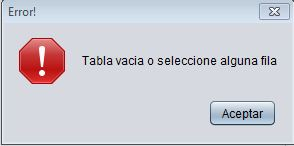 Error!
Tabla vacia o seleccione alguna fila
Aceptar